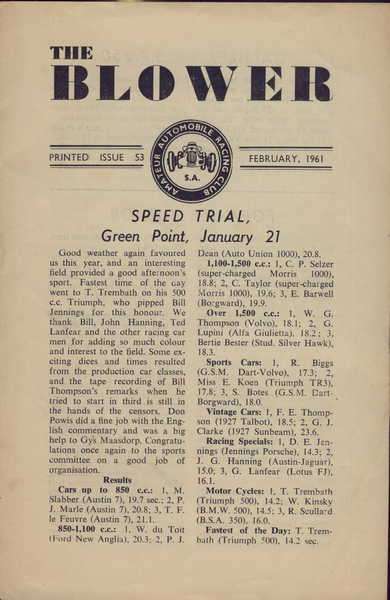 THE
BLOWER
PRINTED ISSUE 53
AMATEUR AUTOMOBILE RACING CLUB
S.A.
FEBRUARY, 1961
SPEED TRIAL,
Green Point, January 21
Good weather again favoured
us this year, and an interesting
field provided a good afternoon's
sport. Fastest time of the day
went to T. Trembath on his 500
c.c. Triumph, who pipped Bill
Jennings for this honour. We
thank Bill, John Hanning, Ted
Lanfear and the other racing car
men for adding so much colour
and interest to the field. Some ex-
citing dices and times resulted
from the production car classes,
and the tape recording of Bill
Thompson's remarks when he
tried to start in third is still in
the hands of the censors. Don
Powis did a fine job with the Eng-
lish commentary and was a big
help to Gys Maasdorp. Congratu-
lations once again to the sports
committee on a good job of
organisation.
Results
Cars up to 850 c.c.: 1, M.
Slabber (Austin 7), 19.7 sec.; 2, P.
J. Marle (Austin 7), 20.8; 3, T. F.
le Feuvre (Austin 7), 21.1.
850-1,100 c.c.: 1, W. du Toit
(Ford New Anglia), 20.3; 2, P. J.
Dean (Auto Union 1000), 20.8.
1,100-1,500 c.c.: 1, C. P. Selzer
(super-charged Morris 1000),
18.8; 2, C. Taylor (super-charged
Morris 1000), 19.6; 3, E. Barwell
(Borgward), 19.9.
Over 1,500 c.c.: 1, W. G.
Thompson (Volvo), 18.1; 2, G.
Lupini (Alfa Giulietta), 18.2; 3,
Bertie Bester (Stud. Silver Hawk),
18.3.
Sports Cars: 1, R. Biggs
(G.S.M. Dart-Volvo), 17.3; 2,
Miss E. Koen (Triumph TR3),
17.8; 3, S. Botes (G.S.M. Dart-
Borgward), 18.0.
Vintage Cars: 1, F. E. Thomp-
son (1927 Talbot), 18.5; 2, G. J.
Clarke (1927 Sunbeam), 23.6.
Racing Specials: 1, D. E. Jen-
nings (Jennings Porsche), 14.3; 2,
J. G. Hanning (Austin-Jaguar),
15.0; 3, G. Lanfear (Lotus FJ),
16.1.
Motor Cycles: 1, T. Trembath
(Triumph 500), 14.2; W. Kinsky
(B.M.W. 500), 14.5; 3, R. Scullard
(B.S.A. 350), 16.0.
Fastest of the Day: T. Trem-
bath (Triumph 500), 14.2 sec.